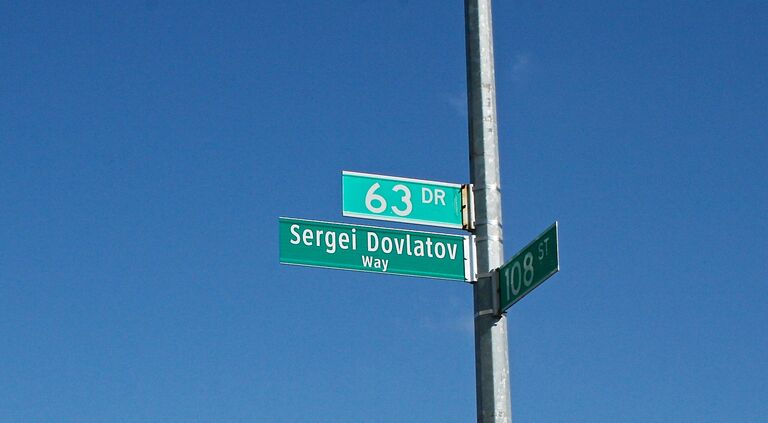 63 DR
Sergei Dovlatov
Way
108 ST